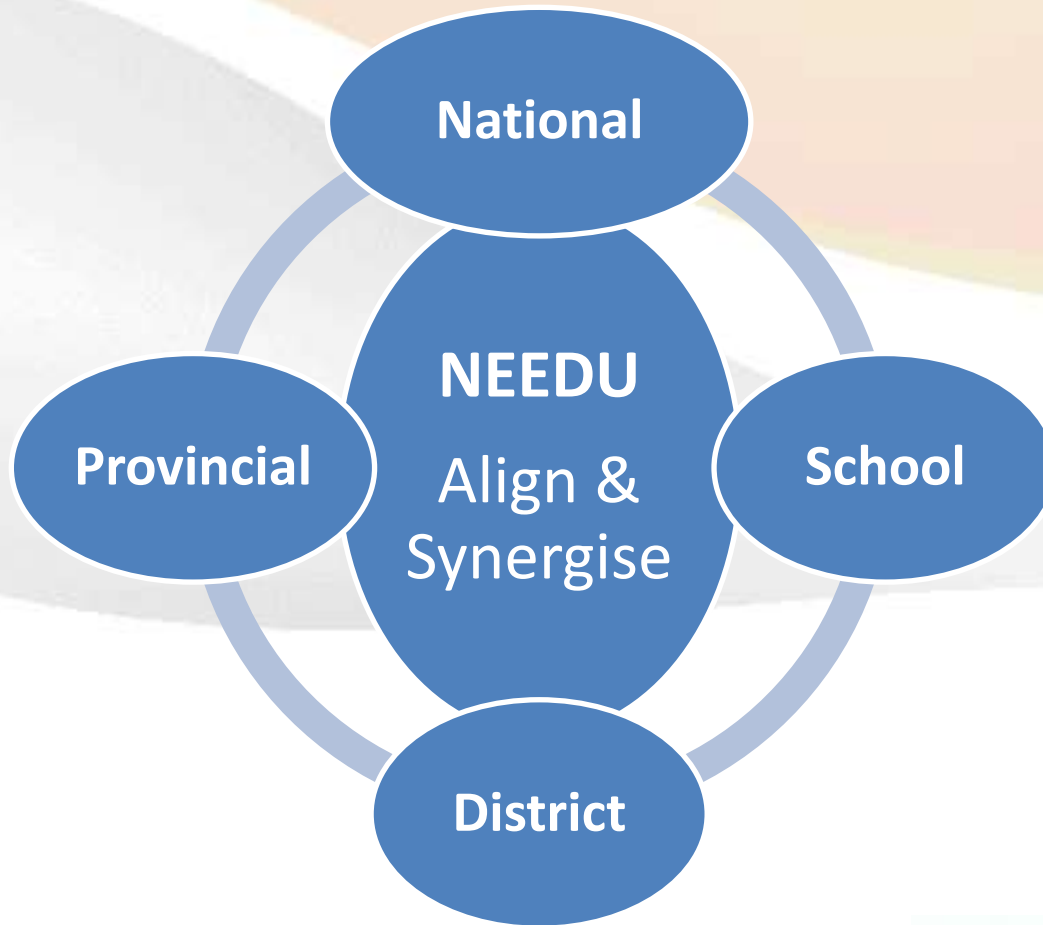 National
NEEDU
Align &
Synergise
Provincial
School
District